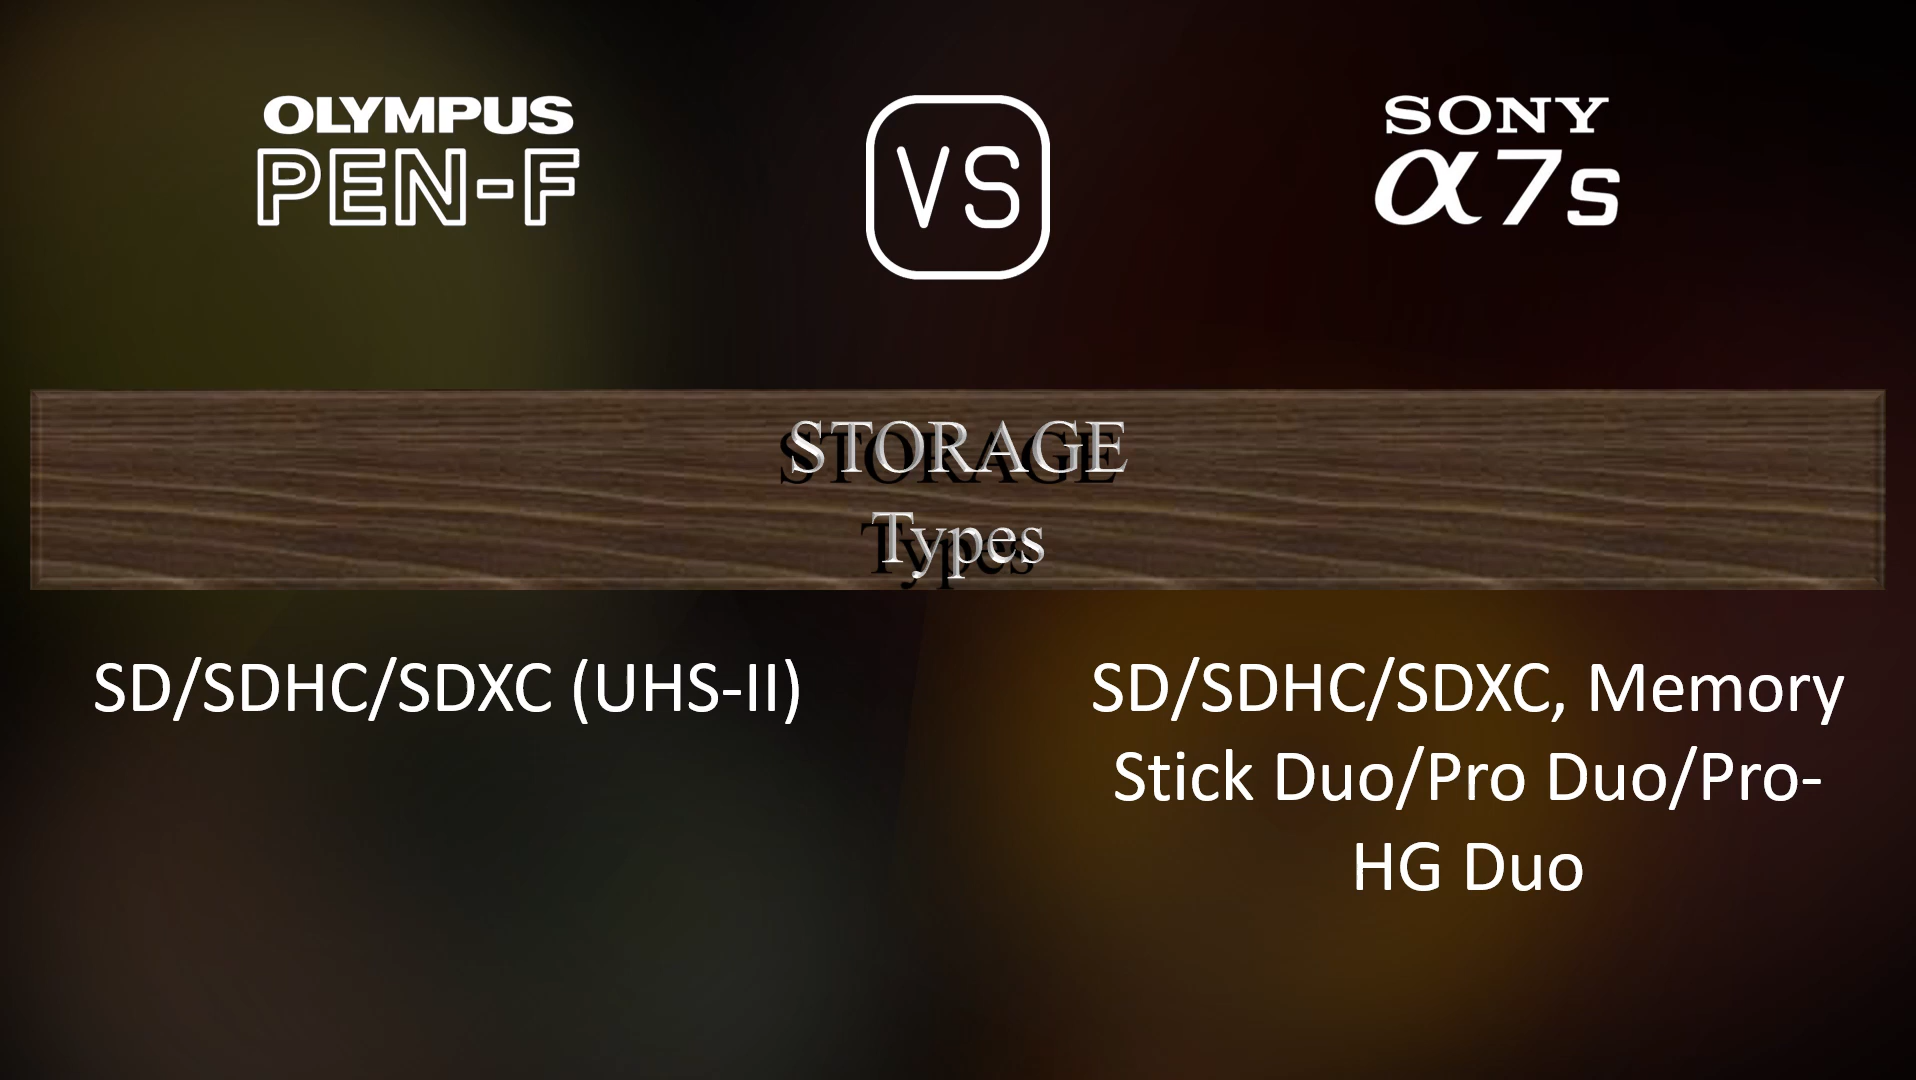 OLYMPUS
PEN-F
VS
SONY
α7s
STORAGE
Types
SD/SDHC/SDXC (UHS-II)
SD/SDHC/SDXC, Memory
Stick Duo/Pro Duo/Pro-
HG Duo